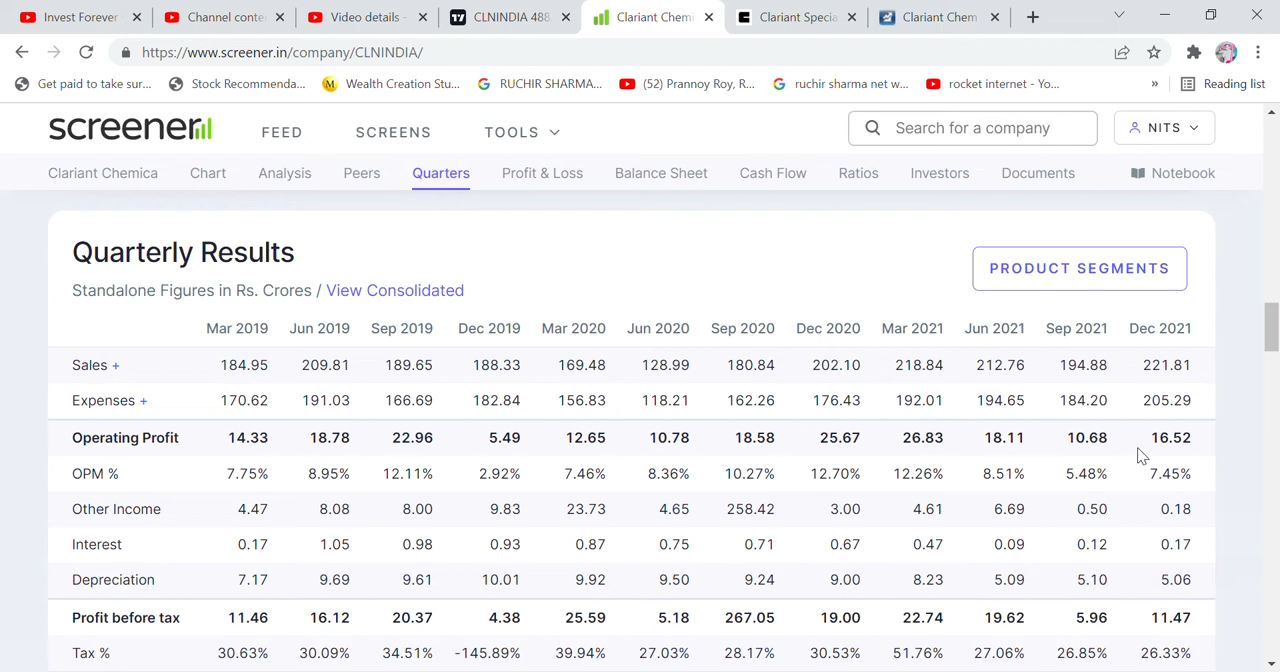 Invest Forever
Channel conte
Video details -
CLNINDIA 488
Clariant Chemi
Clariant Specia
Clariant Chem
https://www.screener.in/company/CLNINDIA/
Get paid to take sur...
Stock Recommenda...
Wealth Creation Stu...
RUCHIR SHARMA...
(52) Prannoy Roy, R...
ruchir sharma net w...
rocket internet - Yo...
»
Reading list
screener
FEED
SCREENS
TOOLS
Search for a company
NITS
Clariant Chemica
Chart
Analysis
Peers
Quarters
Profit & Loss
Balance Sheet
Cash Flow
Ratios
Investors
Documents
Notebook
Quarterly Results
PRODUCT SEGMENTS
Standalone Figures in Rs. Crores / View Consolidated
Mar 2019 Jun 2019 Sep 2019 Dec 2019 Mar 2020 Jun 2020 Sep 2020 Dec 2020 Mar 2021 Jun 2021 Sep 2021 Dec 2021
Sales + 184.95 209.81 189.65 188.33 169.48 128.99 180.84 202.10 218.84 212.76 194.88 221.81
Expenses + 170.62 191.03 166.69 182.84 156.83 118.21 162.26 176.43 192.01 194.65 184.20 205.29
Operating Profit 14.33 18.78 22.96 5.49 12.65 10.78 18.58 25.67 26.83 18.11 10.68 16.52
OPM % 7.75% 8.95% 12.11% 2.92% 7.46% 8.36% 10.27% 12.70% 12.26% 8.51% 5.48% 7.45%
Other Income 4.47 8.08 8.00 9.83 23.73 4.65 258.42 3.00 4.61 6.69 0.50 0.18
Interest 0.17 1.05 0.98 0.93 0.87 0.75 0.71 0.67 0.47 0.09 0.12 0.17
Depreciation 7.17 9.69 9.61 10.01 9.92 9.50 9.24 9.00 8.23 5.09 5.10 5.06
Profit before tax 11.46 16.12 20.37 4.38 25.59 5.18 267.05 19.00 22.74 19.62 5.96 11.47
Tax % 30.63% 30.09% 34.51% -145.89% 39.94% 27.03% 28.17% 30.53% 51.76% 27.06% 26.85% 26.33%